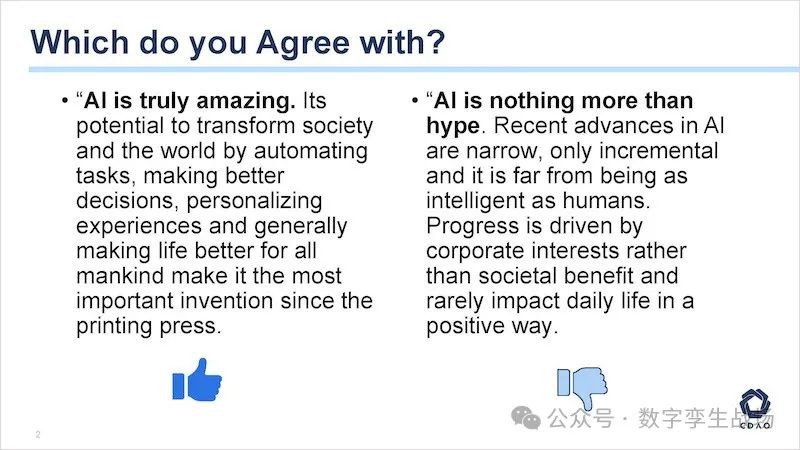 Which do you Agree with?
• “AI is truly amazing. Its
potential to transform society
and the world by automating
tasks, making better
decisions, personalizing
experiences and generally
making life better for all
mankind make it the most
important invention since the
printing press.
• “AI is nothing more than
hype. Recent advances in AI
are narrow, only incremental
and it is far from being as
intelligent as humans.
Progress is driven by
corporate interests rather
than societal benefit and
rarely impact daily life in a
positive way.
2
CDAO
公众号 · 数字孪生战场